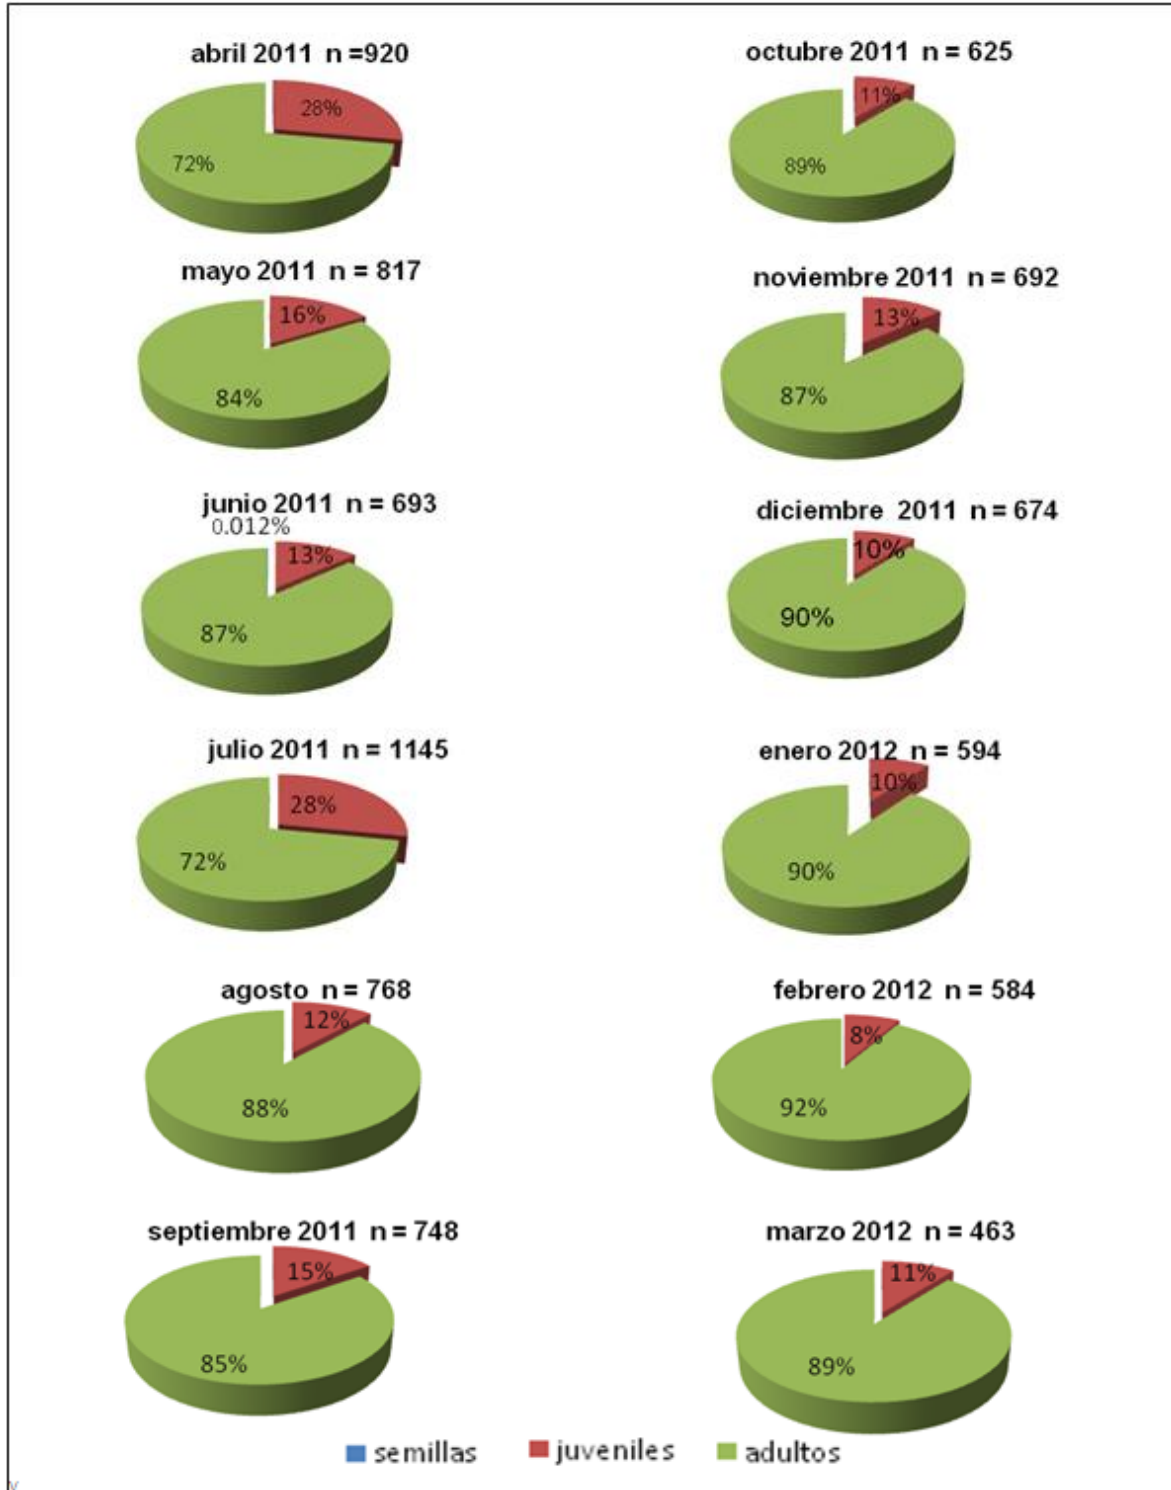 abril 2011 n =920
28%
72%
octubre 2011 n = 625
11%
89%
mayo 2011 n = 817
16%
84%
noviembre 2011 n = 692
13%
87%
junio 2011 n = 693
0.012%
13%
87%
diciembre 2011 n = 674
10%
90%
julio 2011 n = 1145
28%
72%
enero 2012 n = 594
10%
90%
agosto n = 768
12%
88%
febrero 2012 n = 584
8%
92%
septiembre 2011 n = 748
15%
85%
marzo 2012 n = 463
11%
89%
semillas juveniles adultos
v